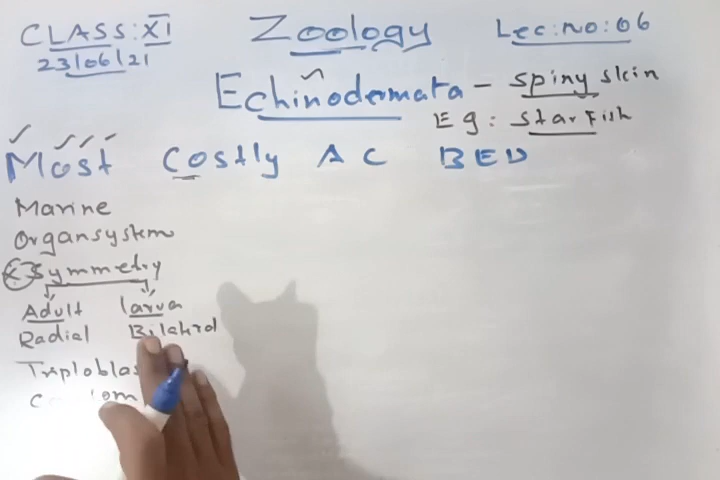 CLASS: XI Zoology Lec: No: 06
23/06/21
Echinodermata - Spiny skin
Eg: Starfish
Most Costly AC BED
Marine
Organsystem
Symmetry
Adult larva
Radial